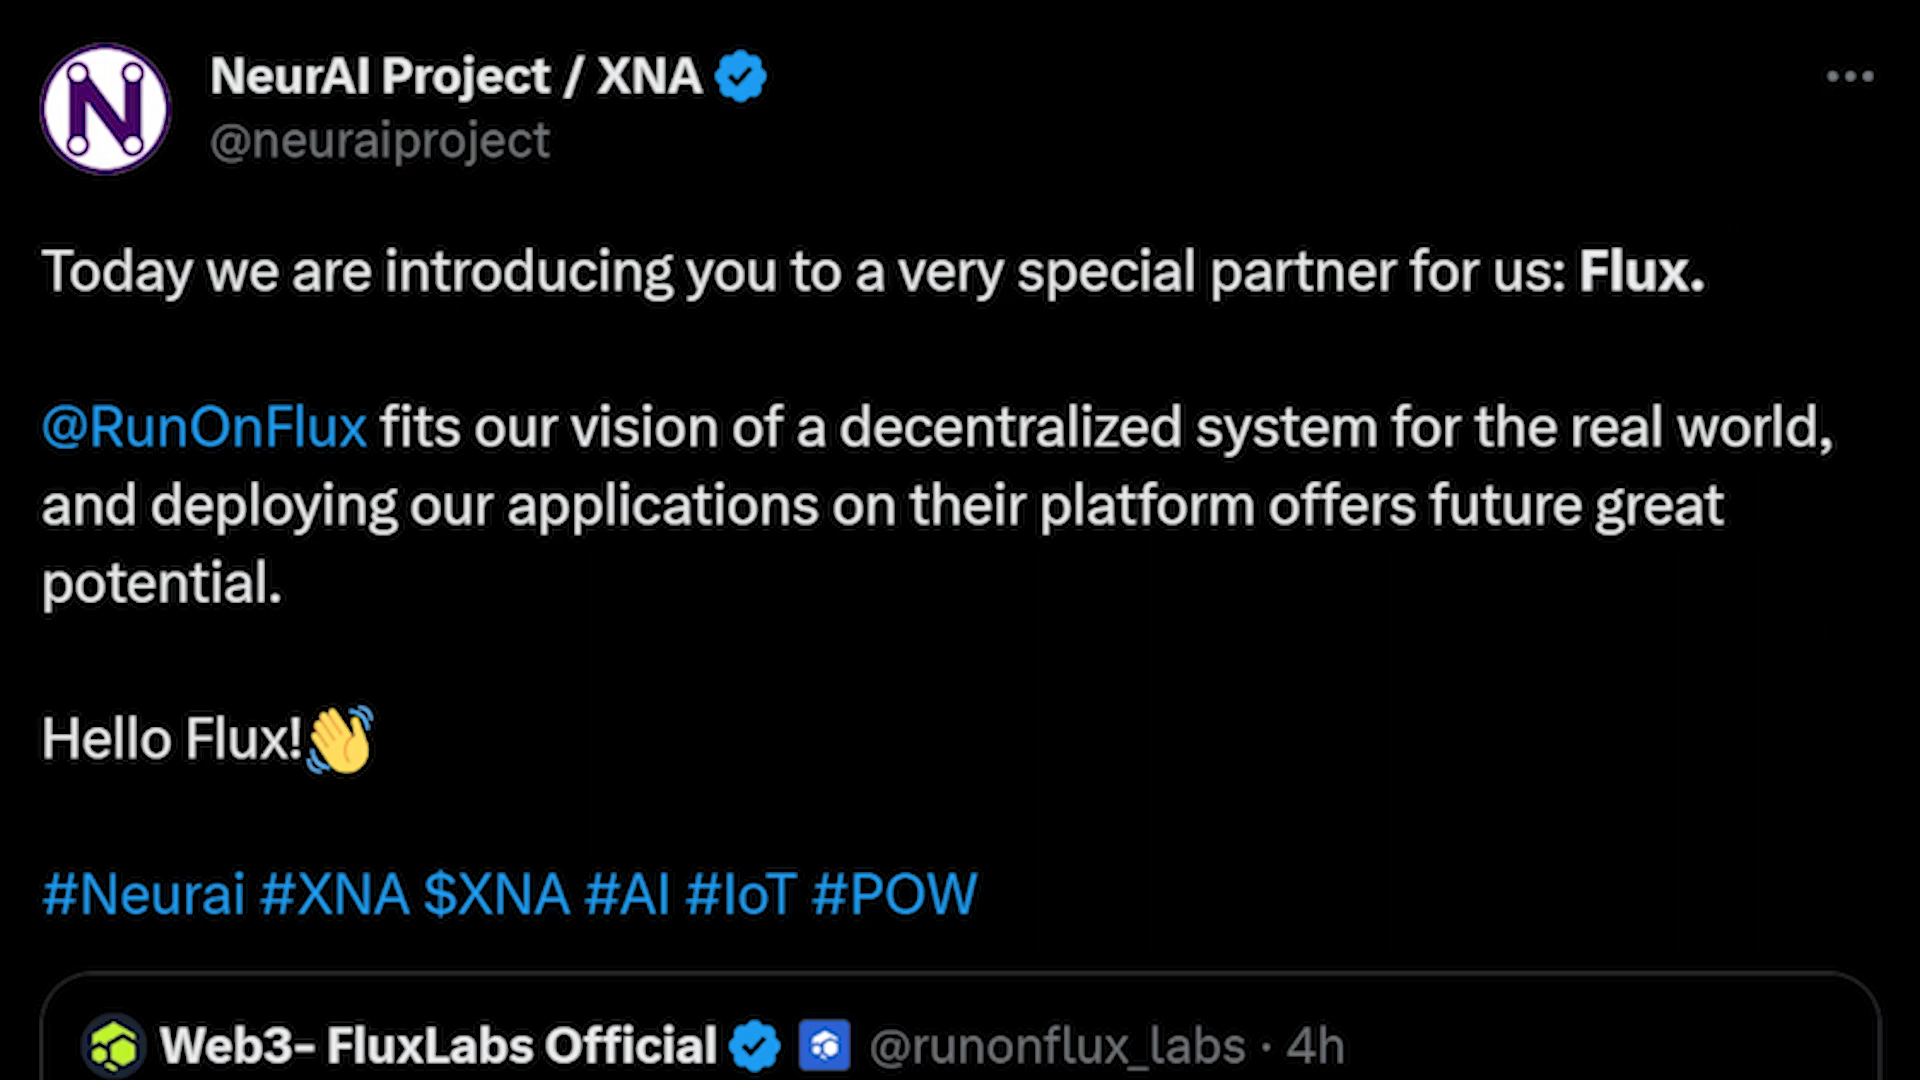 NeurAI Project / XNA
@neuraiproject
Today we are introducing you to a very special partner for us: Flux.
@RunOnFlux fits our vision of a decentralized system for the real world,
and deploying our applications on their platform offers future great
potential.
Hello Flux!👋
#Neurai #XNA $XNA #AI #IoT #POW
Web3- FluxLabs Official @runonflux_labs · 4h